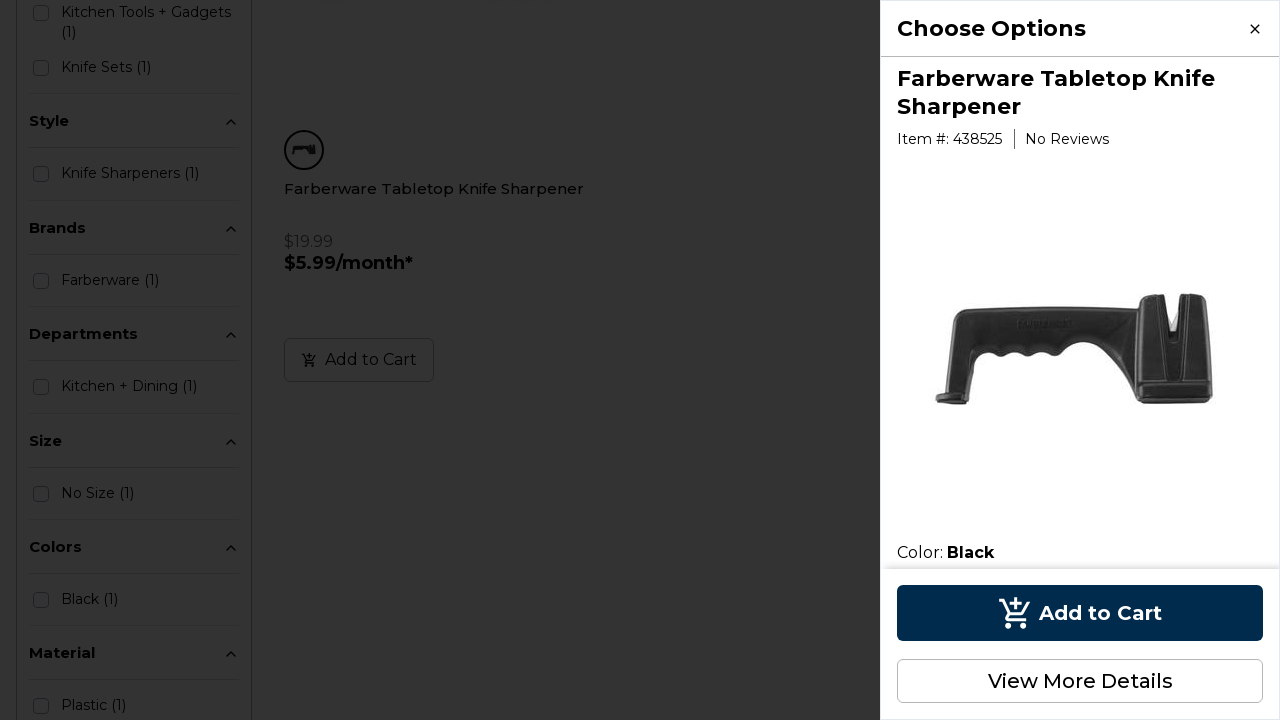 Kitchen Tools + Gadgets
(1)
Knife Sets (1)
Style
Knife Sharpeners (1)
Brands
Farberware (1)
Departments
Kitchen + Dining (1)
Size
No Size (1)
Colors
Black (1)
Material
Plastic (1)
Farberware Tabletop Knife Sharpener
$19.99
$5.99/month*
Add to Cart
Choose Options
Farberware Tabletop Knife
Sharpener
Item #: 438525
No Reviews
Color: Black
Add to Cart
View More Details